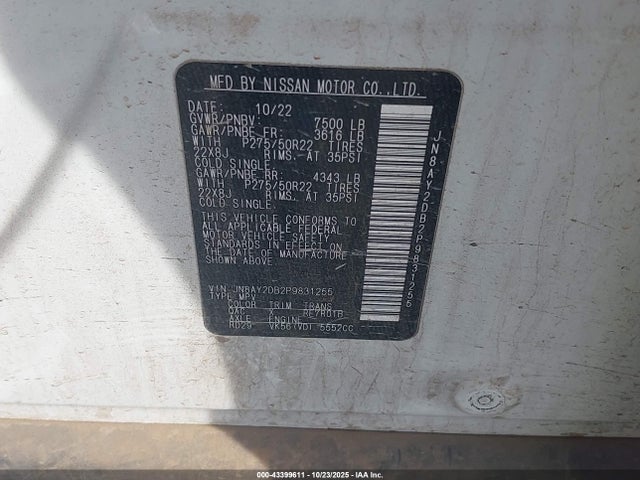 MFD BY NISSAN MOTOR CO.,LTD.
DATE: 10/22
GVWR/PNBV: 7500 LB
GAWR/PNBE FR: 3616 LB
WITH P275/50R22 TIRES
22X8J RIMS, AT 35PSI
COLD SINGLE
GAWR/PNBE RR: 4343 LB
WITH P275/50R22 TIRES
22X8J RIMS, AT 35PSI
COLD SINGLE
THIS VEHICLE CONFORMS TO
ALL APPLICABLE FEDERAL
MOTOR VEHICLE SAFETY
STANDARDS IN EFFECT ON
THE DATE OF MANUFACTURE
SHOWN ABOVE.
VIN JN8AY2DB2P9831255
TYPE MPV
COLOR TRIM TRANS
QAC X RE7R01B
AXLE ENGINE
RD29 VK56(VD) 5552CC
JN8AY2DB2P9831255
000-43399611 - 10/23/2025 - IAA Inc.